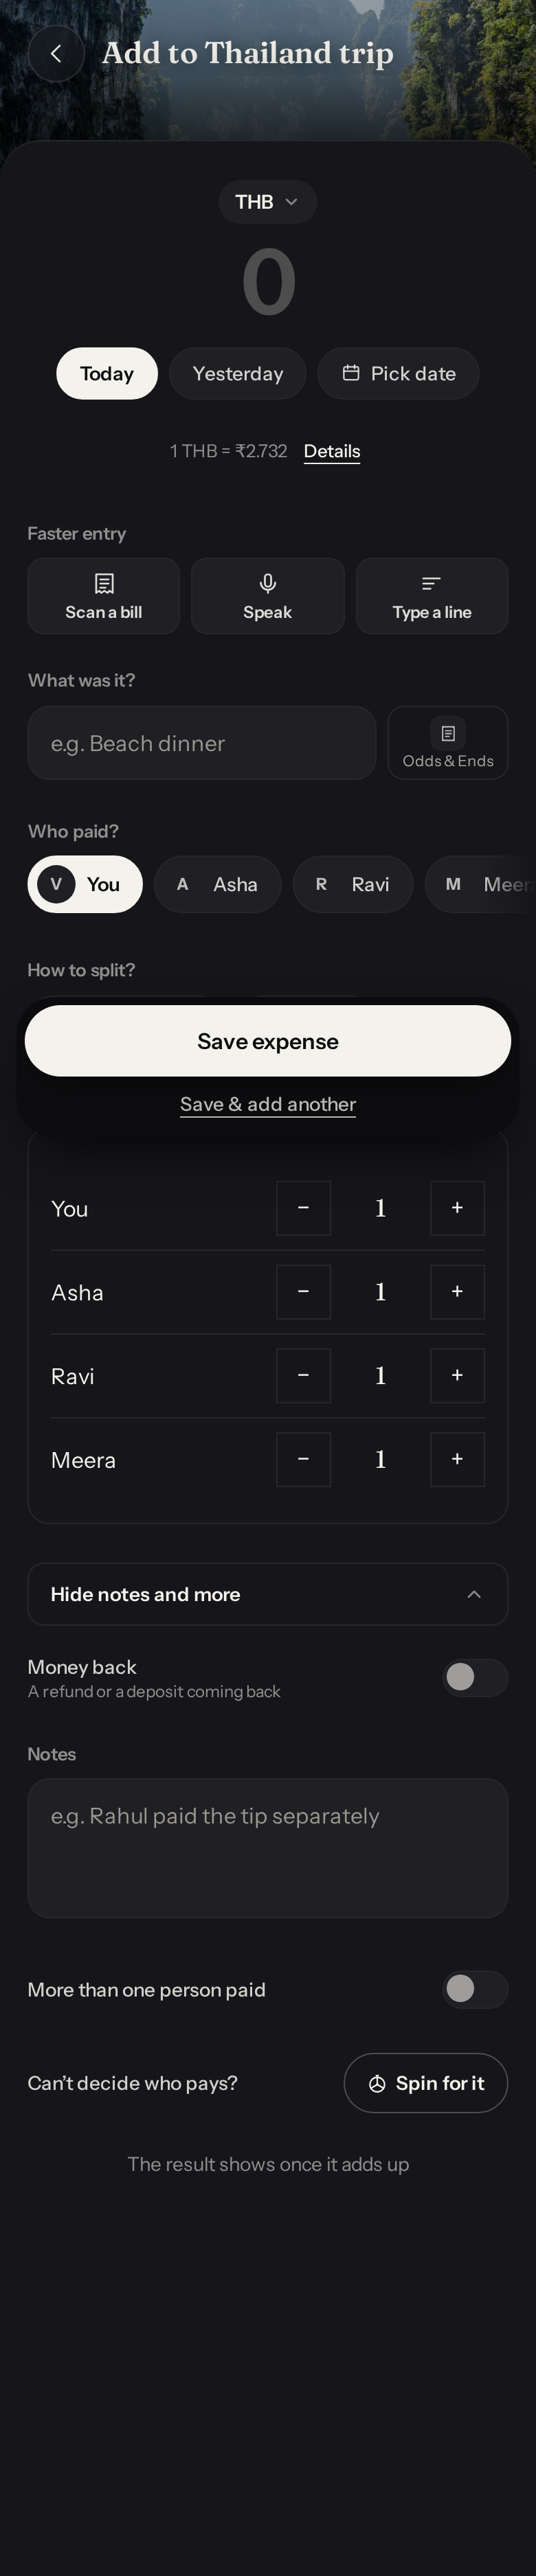 Add to Thailand trip
THB
0
Today Yesterday Pick date
1 THB = ₹2.732 Details
Faster entry
Scan a bill Speak Type a line
What was it?
e.g. Beach dinner
Odds & Ends
Who paid?
V You A Asha R Ravi M Meera
How to split?
Save expense
Save & add another
You − 1 +
Asha − 1 +
Ravi − 1 +
Meera − 1 +
Hide notes and more
Money back
A refund or a deposit coming back
Notes
e.g. Rahul paid the tip separately
More than one person paid
Can't decide who pays? Spin for it
The result shows once it adds up